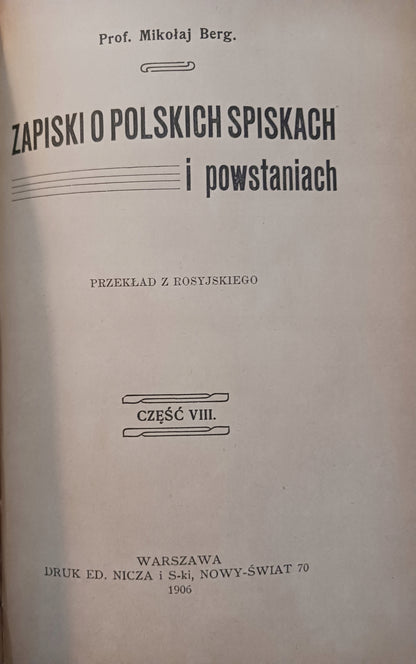 Prof. Mikołaj Berg.
ZAPISKI O POLSKICH SPISKACH
i powstaniach
PRZEKŁAD Z ROSYJSKIEGO
CZĘŚĆ VIII.
WARSZAWA
DRUK ED. NICZA i S-ki, NOWY-ŚWIAT 70
1906